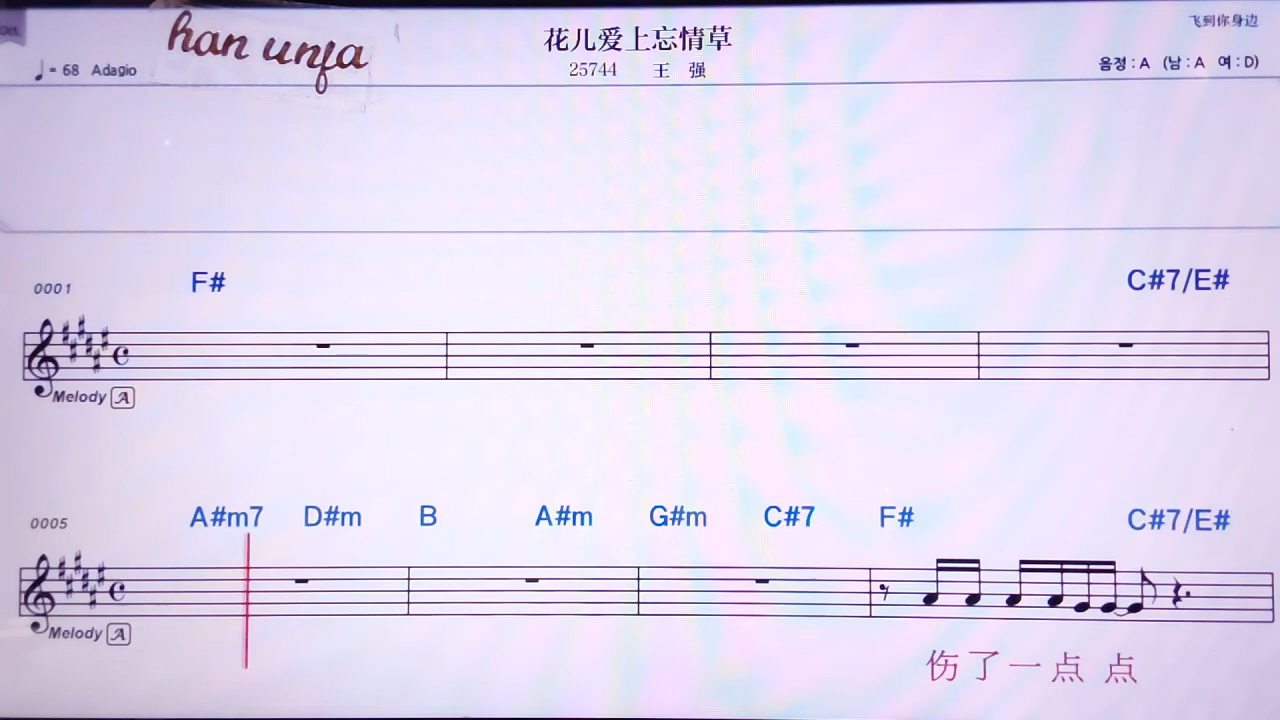 han unfa
花儿爱上忘情草
飞到你身边
♩= 68 Adagio
25744 王 强
음정 : A (남 : A 여 : D)
0001 F# C#7/E#
Melody A
0005 A#m7 D#m B A#m G#m C#7 F# C#7/E#
Melody A
伤 了 一 点 点